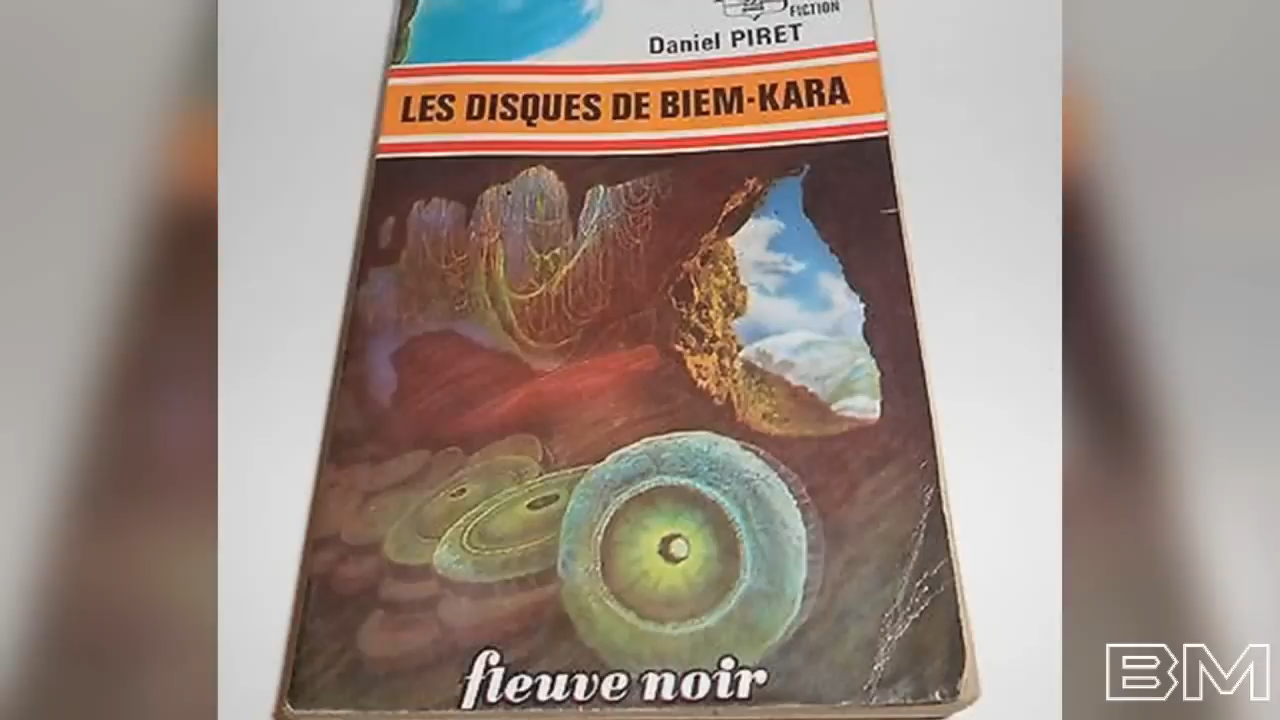 FICTION
Daniel PIRET
LES DISQUES DE BIEM-KARA
fleuve noir
BM